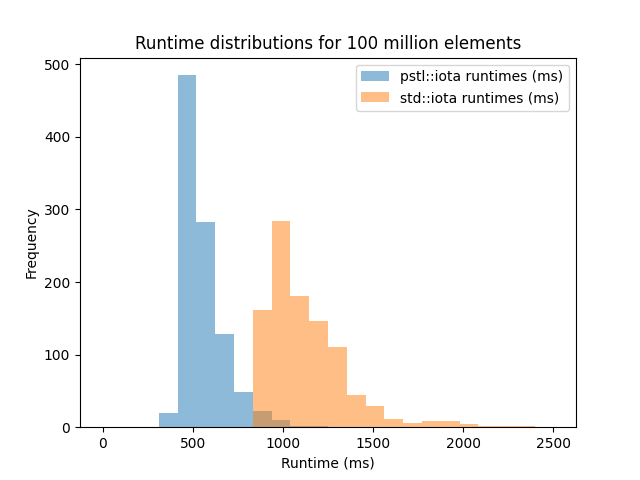 Runtime distributions for 100 million elements
pstl::iota runtimes (ms)
std::iota runtimes (ms)
Frequency
500
400
300
200
100
0
0 500 1000 1500 2000 2500
Runtime (ms)